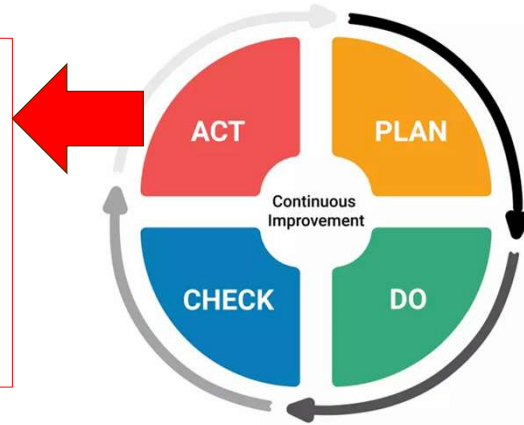 ACT
PLAN
Continuous
Improvement
CHECK
DO